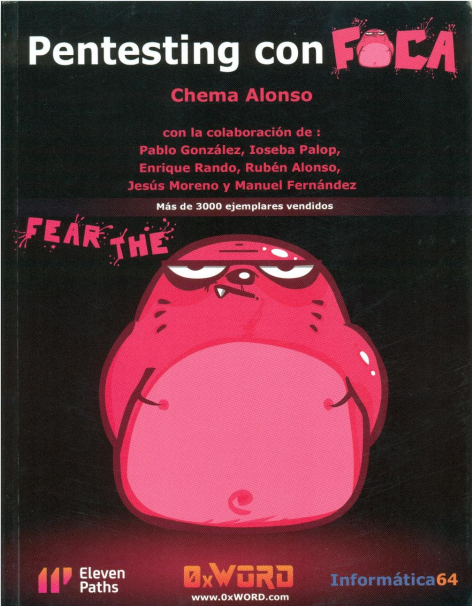 Pentesting con FOCA
Chema Alonso
con la colaboración de :
Pablo González, Ioseba Palop,
Enrique Rando, Rubén Alonso,
Jesús Moreno y Manuel Fernández
Más de 3000 ejemplares vendidos
FEAR THE
Eleven
Paths
0xWORD
www.0xWORD.com
Informática64